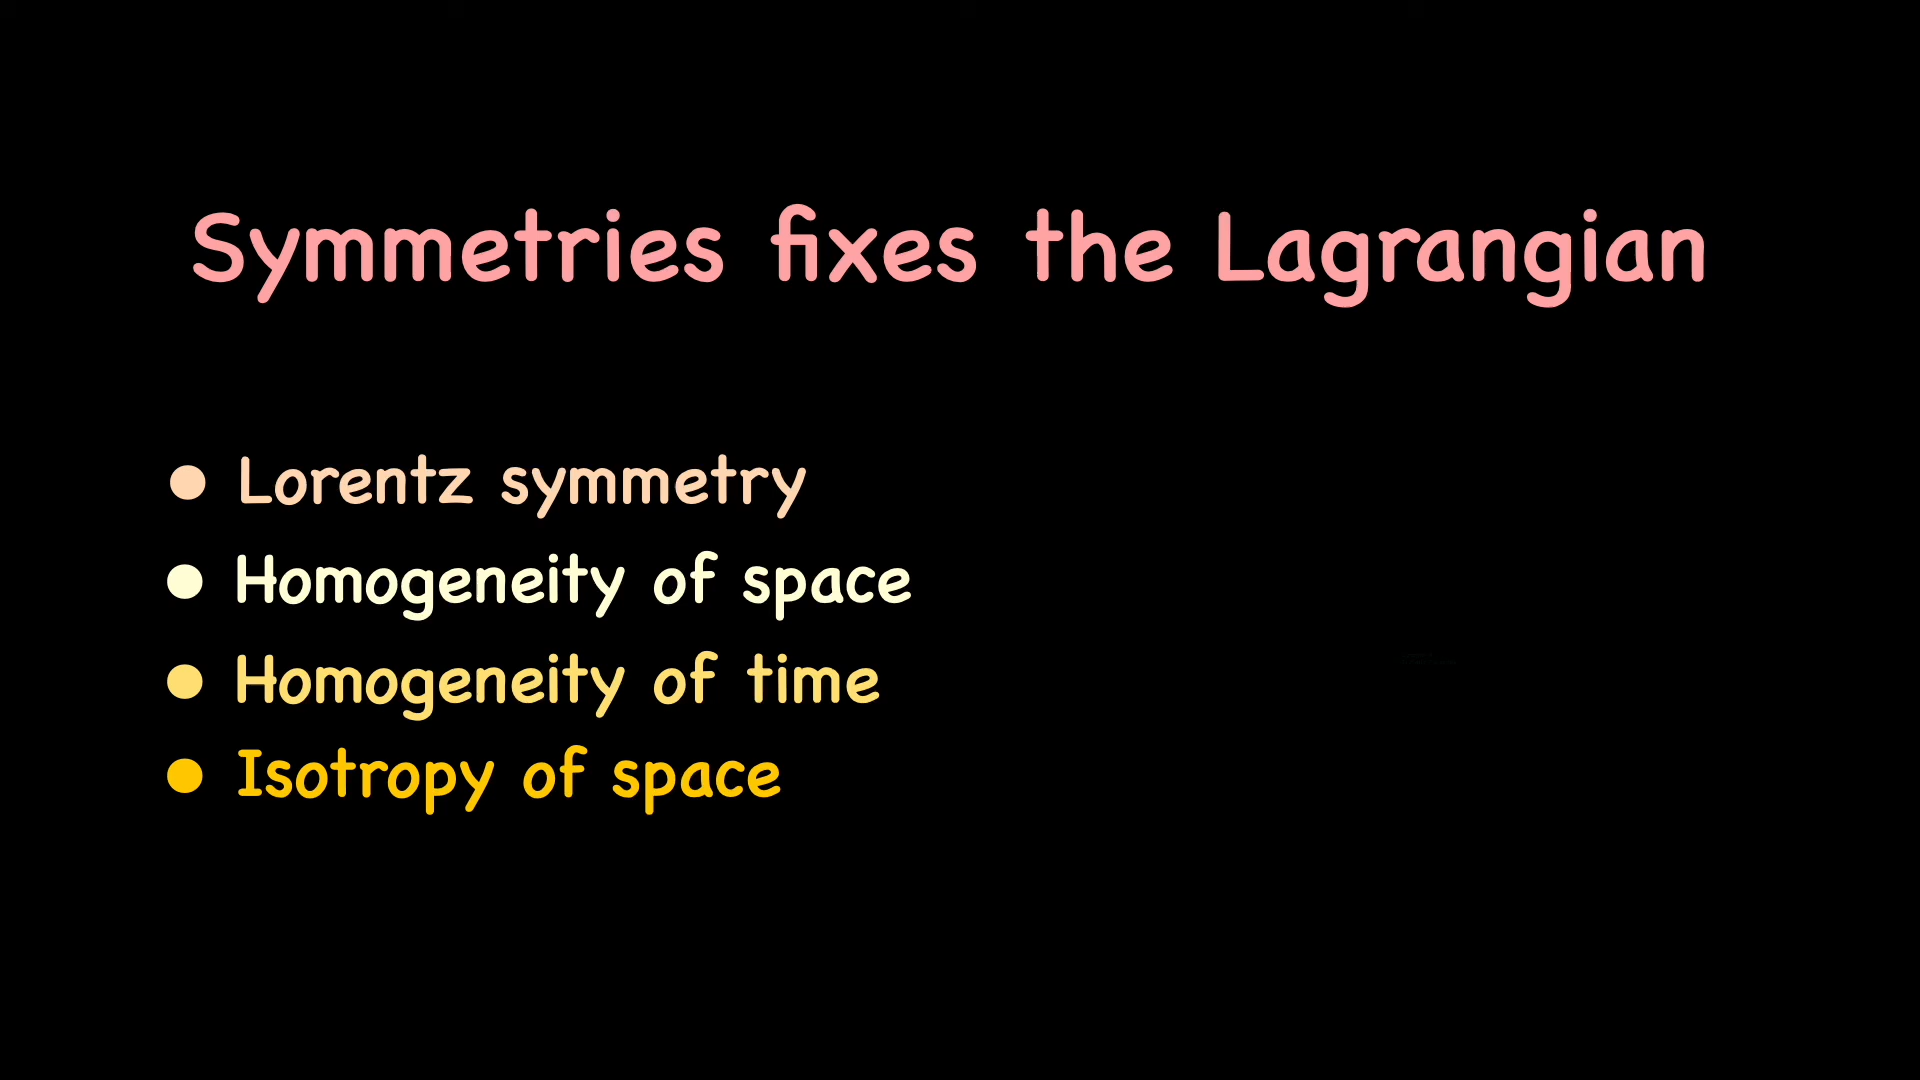 Symmetries fixes the Lagrangian
• Lorentz symmetry
• Homogeneity of space
• Homogeneity of time
• Isotropy of space